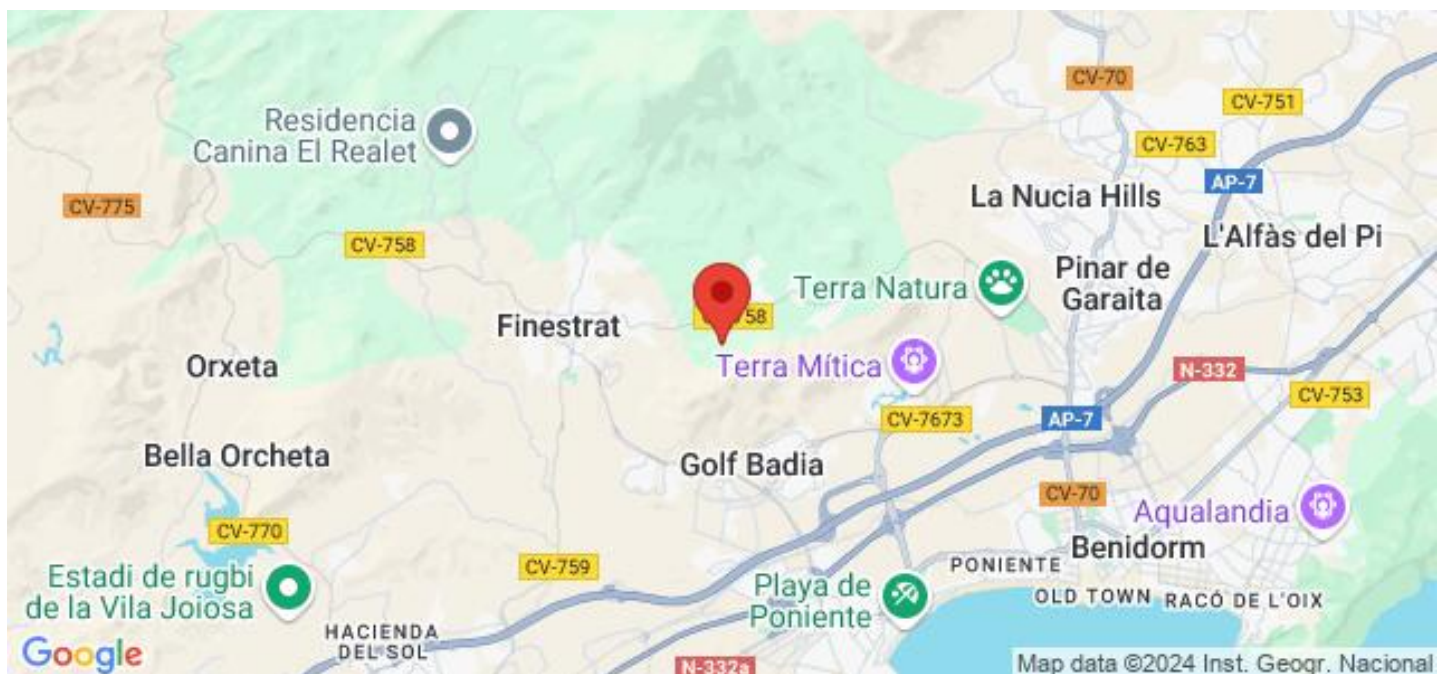 CV-70
CV-751
Residencia
Canina El Realet
CV-763
AP-7
La Nucia Hills
CV-775
L'Alfàs del Pi
CV-758
Pinar de
Garaita
Terra Natura
Finestrat
58
Orxeta
Terra Mítica
N-332
CV-753
CV-7673
AP-7
Bella Orcheta
Golf Badia
CV-70
Aqualandia
CV-770
Benidorm
CV-759
PONIENTE
Estadi de rugbi
de la Vila Joiosa
Playa de
Poniente
OLD TOWN
RACÓ DE L'OIX
HACIENDA
DEL SOL
Google
N-332a
Map data ©2024 Inst. Geogr. Nacional